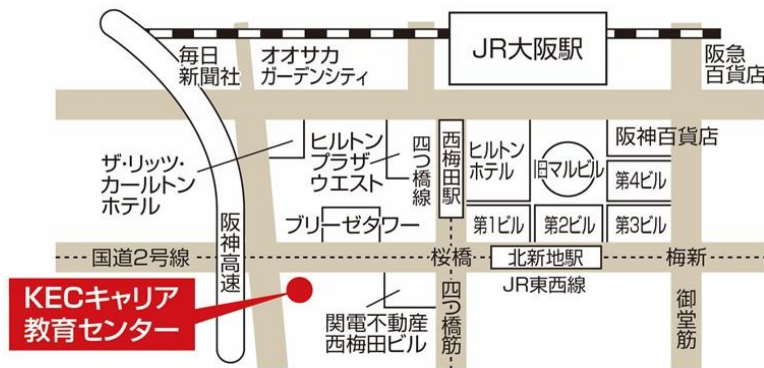 JR大阪駅
毎日
新聞社
オオサカ
ガーデンシティ
阪急
百貨店
ザ・リッツ・
カールトン
ホテル
ヒルトン
プラザ
ウエスト
四つ橋線
西梅田駅
ヒルトン
ホテル
旧マルビル
阪神百貨店
第4ビル
ブリーゼタワー
第1ビル
第2ビル
第3ビル
阪神高速
国道2号線
桜橋
北新地駅
梅新
JR東西線
KECキャリア
教育センター
関電不動産
西梅田ビル
四つ橋筋
御堂筋